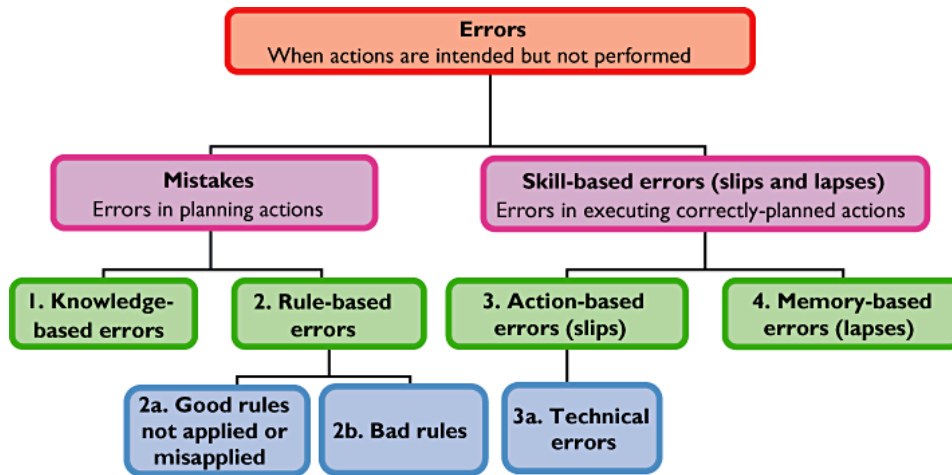 Errors
When actions are intended but not performed
Mistakes
Errors in planning actions
Skill-based errors (slips and lapses)
Errors in executing correctly-planned actions
1. Knowledge-
based errors
2. Rule-based
errors
3. Action-based
errors (slips)
4. Memory-based
errors (lapses)
2a. Good rules
not applied or
misapplied
2b. Bad rules
3a. Technical
errors